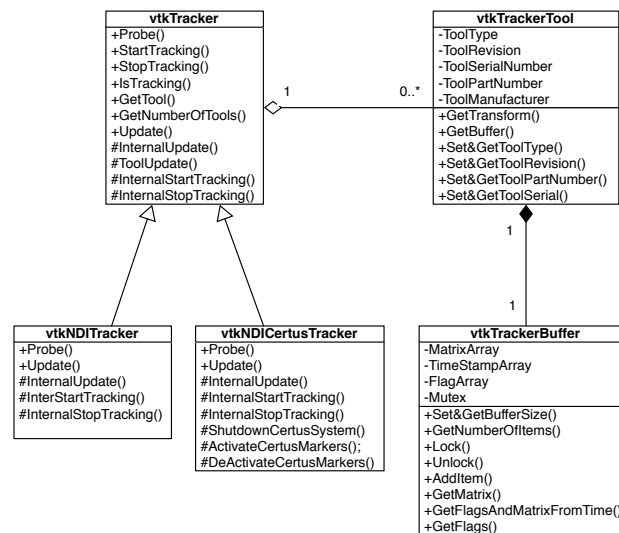 vtkTracker
+Probe()
+StartTracking()
+StopTracking()
+IsTracking()
+GetTool()
+GetNumberOfTools()
+Update()
#InternalUpdate()
#ToolUpdate()
#InternalStartTracking()
#InternalStopTracking()
1
0..*
vtkTrackerTool
-ToolType
-ToolRevision
-ToolSerialNumber
-ToolPartNumber
-ToolManufacturer
+GetTransform()
+GetBuffer()
+Set&GetToolType()
+Set&GetToolRevision()
+Set&GetToolPartNumber()
+Set&GetToolSerial()
1
1
vtkNDITracker
+Probe()
+Update()
#InternalUpdate()
#InterStartTracking()
#InternalStopTracking()
vtkNDICertusTracker
+Probe()
+Update()
#InternalUpdate()
#InternalStartTracking()
#InternalStopTracking()
#ShutdownCertusSystem()
#ActivateCertusMarkers();
#DeActivateCertusMarkers()
vtkTrackerBuffer
-MatrixArray
-TimeStampArray
-FlagArray
-Mutex
+Set&GetBufferSize()
+GetNumberOfItems()
+Lock()
+Unlock()
+AddItem()
+GetMatrix()
+GetFlagsAndMatrixFromTime()
+GetFlags()